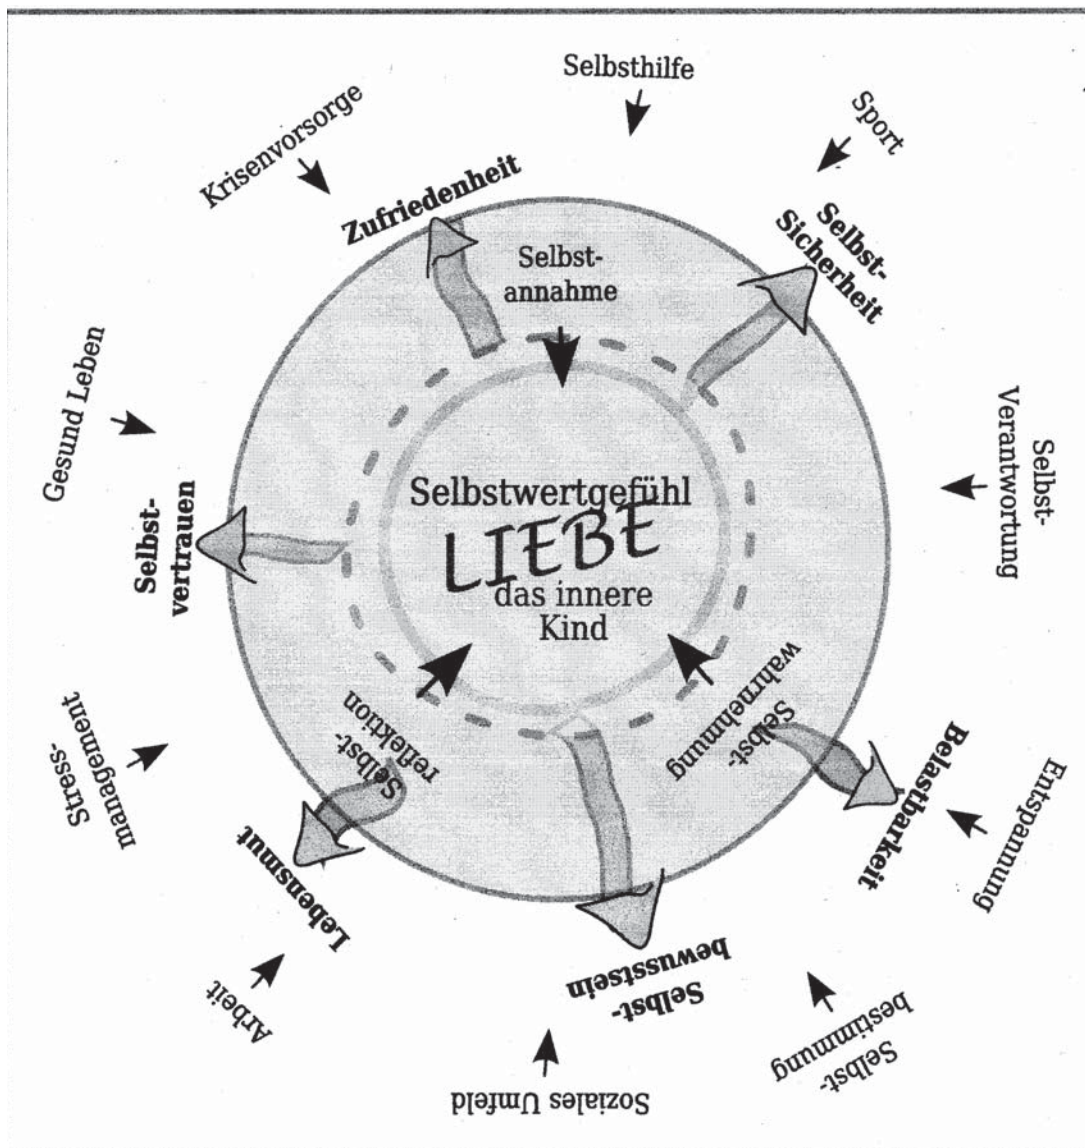 Selbsthilfe
Sport
Krisenvorsorge
Zufriedenheit
Selbst-
Sicherheit
Selbst-
annahme
Gesund Leben
Selbst-
Verantwortung
Selbst-
vertrauen
Selbstwertgefühl
LIEBE
das innere
Kind
Selbst-
wahrnehmung
Selbst-
reflektion
Stress-
management
Belastbarkeit
Entspannung
Lebensmut
Selbst-
bewusstsein
Arbeit
Selbst-
bestimmung
Soziales Umfeld